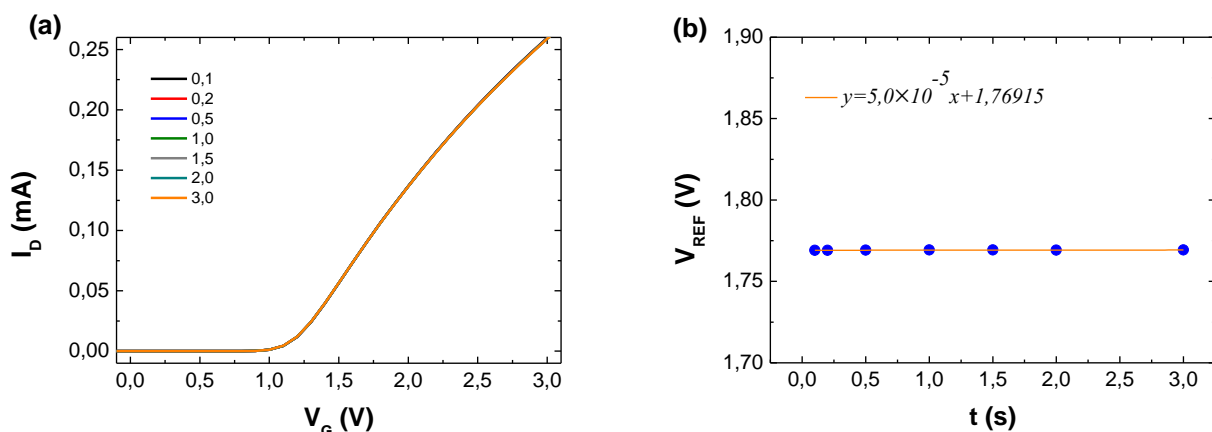 (a)
0,25
0,20
0,15
0,10
0,05
0,00
I_D (mA)
0,1
0,2
0,5
1,0
1,5
2,0
3,0
0,0 0,5 1,0 1,5 2,0 2,5 3,0
V_G (V)
(b)
1,90
1,85
1,80
1,75
1,70
V_REF (V)
y=5,0×10^-5 x+1,76915
0,0 0,5 1,0 1,5 2,0 2,5 3,0
t (s)